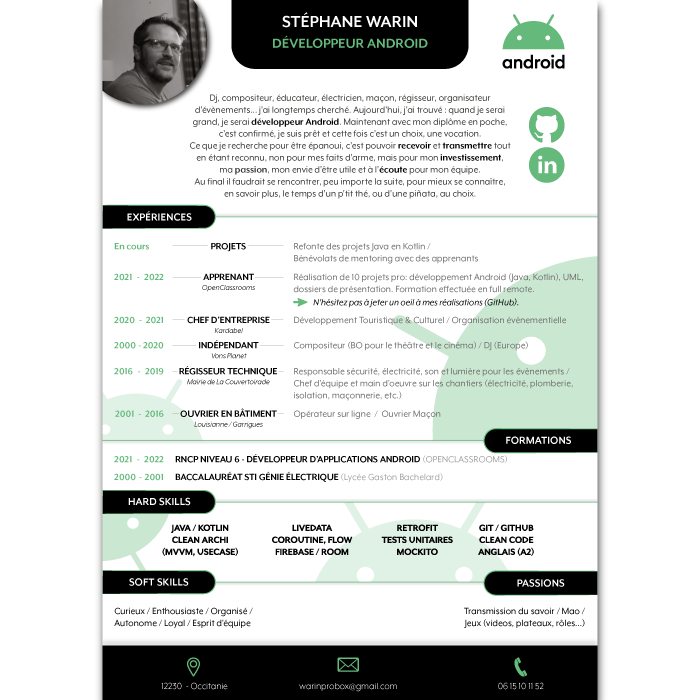 STÉPHANE WARIN
DÉVELOPPEUR ANDROID
android
Dj, compositeur, éducateur, électricien, maçon, régisseur, organisateur
d'événements... j'ai longtemps cherché. Aujourd'hui, j'ai trouvé : quand je serai
grand, je serai développeur Android. Maintenant avec mon diplôme en poche,
c'est confirmé, je suis prêt et cette fois c'est un choix, une vocation.
Ce que je recherche pour être épanoui, c'est pouvoir recevoir et transmettre tout
en étant reconnu, non pour mes faits d'arme, mais pour mon investissement,
ma passion, mon envie d'être utile et à l'écoute pour mon équipe.
Au final il faudrait se rencontrer, peu importe la suite, pour mieux se connaître,
en savoir plus, le temps d'un p'tit thé, ou d'une piñata, au choix.
in
EXPÉRIENCES
En cours PROJETS Refonte des projets Java en Kotlin /
Bénévolats de mentoring avec des apprenants
2021 - 2022 APPRENANT Réalisation de 10 projets pro: développement Android (Java, Kotlin), UML,
OpenClassrooms dossiers de présentation. Formation effectuée en full remote.
N'hésitez pas à jeter un oeil à mes réalisations (GitHub).
2020 - 2021 CHEF D'ENTREPRISE Développement Touristique & Culturel / Organisation évènementielle
Kardabel
2000 - 2020 INDÉPENDANT Compositeur (BO pour le théâtre et le cinéma) / DJ (Europe)
Vons Planet
2016 - 2019 RÉGISSEUR TECHNIQUE Responsable sécurité, électricité, son et lumière pour les évènements /
Mairie de La Couvertoirade Chef d'équipe et main d'oeuvre sur les chantiers (électricité, plomberie,
isolation, maçonnerie, etc.)
2001 - 2016 OUVRIER EN BÂTIMENT Opérateur sur ligne / Ouvrier Maçon
Louisianne / Garrigues
FORMATIONS
2021 - 2022 RNCP NIVEAU 6 - DÉVELOPPEUR D'APPLICATIONS ANDROID (OPENCLASSROOMS)
2000 - 2001 BACCALAURÉAT STI GÉNIE ÉLECTRIQUE (Lycée Gaston Bachelard)
HARD SKILLS
JAVA / KOTLIN LIVEDATA RETROFIT GIT / GITHUB
CLEAN ARCHI COROUTINE, FLOW TESTS UNITAIRES CLEAN CODE
(MVVM, USECASE) FIREBASE / ROOM MOCKITO ANGLAIS (A2)
SOFT SKILLS PASSIONS
Curieux / Enthousiaste / Organisé / Transmission du savoir / Mao /
Autonome / Loyal / Esprit d'équipe Jeux (videos, plateaux, rôles...)
12230 - Occitanie warinprobox@gmail.com 06 15 10 11 52